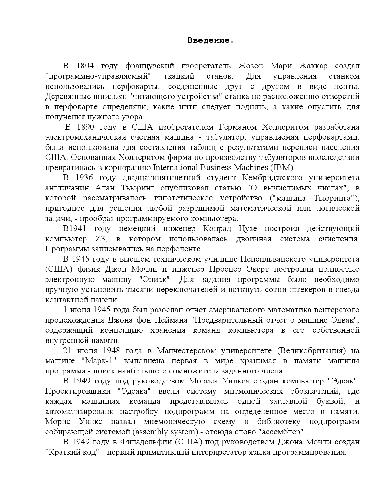 Введение.
В 1804 году французский изобретатель Жозеф Мари Жаккар создал
"программно-управляемый" ткацкий станок. Для управления станком
использовались перфокарты, соединенные друг с другом в виде ленты.
Деревянные шпильки "читающего устройства" станка по расположению отверстий
в перфокарте определяли, какие нити следует поднять, а какие опустить для
получения нужного узора.
В 1890 году в США изобретателем Германом Холлеритом разработана
электромеханическая счетная машина - табулятор, управляемая перфокартами,
была использована для составления таблиц с результатами переписи населения
США. Основанная Холлеритом фирма по производству табуляторов впоследствии
превратилась в корпорацию International Business Machines (IBM).
В 1936 году двадцатипятилетний студент Кембриджского университета
англичанин Алан Тьюринг опубликовал статью "О вычислимых числах", в
которой рассматривалось гипотетическое устройство ("машина Тьюринга"),
пригодное для решения любой разрешимой математической или логической
задачи, - прообраз программируемого компьютера.
В1941 году немецкий инженер Конрад Цузе построил действующий
компьютер Z3, в котором использовалась двоичная система счисления.
Программы записывались на перфоленте.
В 1945 году в высшем техническом училище Пенсильванского университета
(США) физик Джон Мочли и инженер Проспер Экерт построили полностью
электронную машину "Эниак". Для задания программы было необходимо
вручную установить тысячи переключателей и воткнуть сотни штекеров в гнезда
контактной панели.
1 июня 1945 года был разослан отчет американского математика венгерского
происхождения Джона фон Неймана "Предварительный отчет о машине Эдвак",
содержащий концепцию хранения команд компьютера в его собственной
внутренней памяти.
21 июня 1948 года в Манчестерском университете (Великобритания) на
машине "Марк-1" выполнена первая в мире хранимая в памяти машины
программа - поиск наибольшего сомножителя заданного числа.
В 1949 году под руководством Мориса Уилкса создан компьютер "Эдсак".
Проектировщики "Эдсака" ввели систему мнемонических обозначений, где
каждая машинная команда представлялась одной заглавной буквой, и
автоматизировали настройку подпрограмм на определенное место в памяти.
Морис Уилкс назвал мнемоническую схему и библиотеку подпрограмм
собирающей системой (assembly system) - отсюда слово "ассемблер".
В 1949 году в Филадельфии (США) под руководством Джона Мочли создан
"Краткий код" - первый примитивный интерпретатор языка программирования.